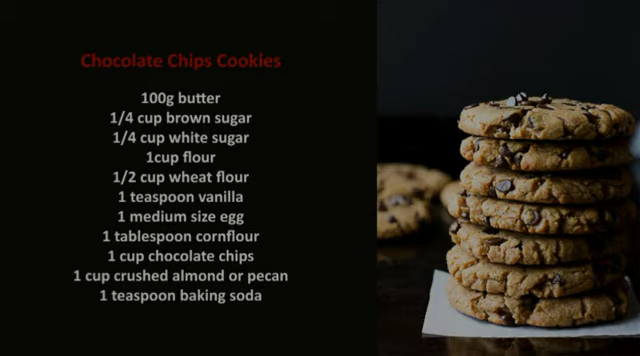 Chocolate Chips Cookies
100g butter
1/4 cup brown sugar
1/4 cup white sugar
1cup flour
1/2 cup wheat flour
1 teaspoon vanilla
1 medium size egg
1 tablespoon cornflour
1 cup chocolate chips
1 cup crushed almond or pecan
1 teaspoon baking soda